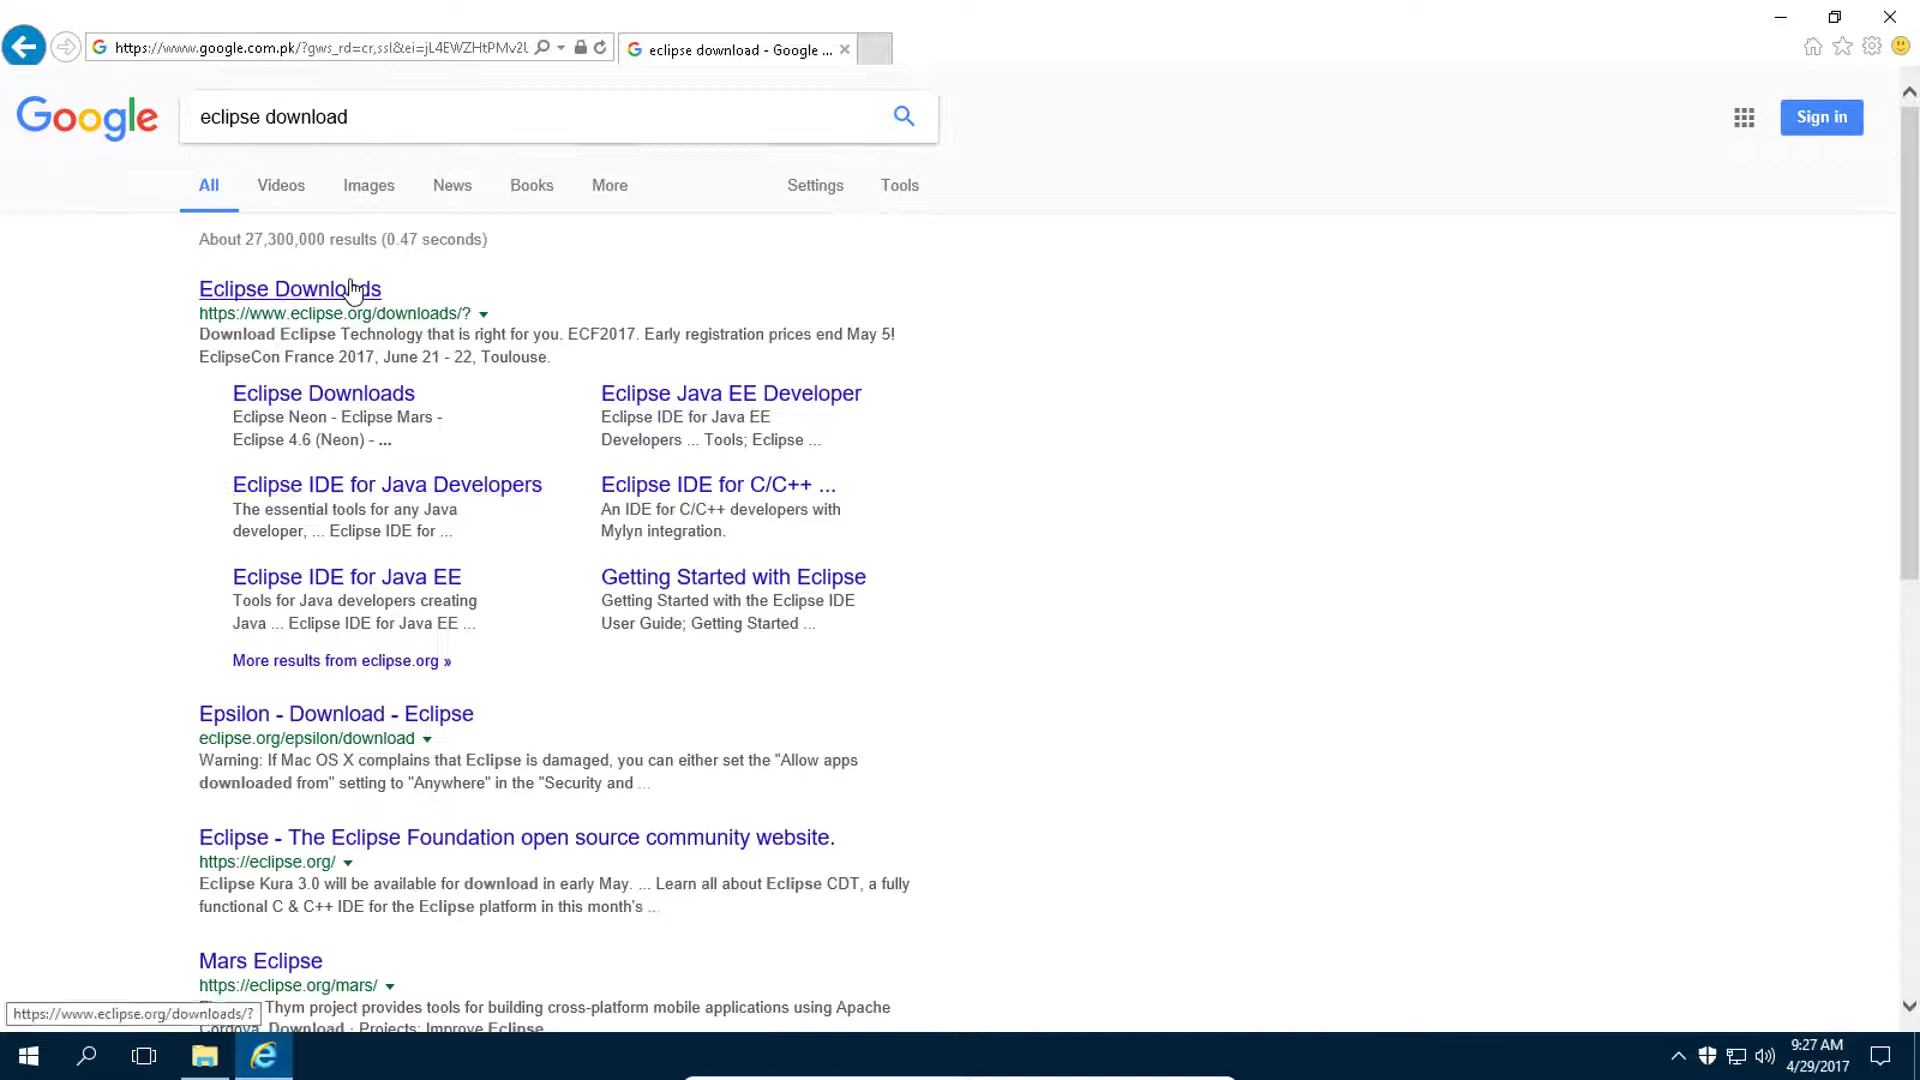 https://www.google.com.pk/?gws_rd=cr,ssl&ei=jL4EWZHtPMv2U
eclipse download - Google ...
Google
eclipse download
Sign in
All Videos Images News Books More Settings Tools
About 27,300,000 results (0.47 seconds)
Eclipse Downloads
https://www.eclipse.org/downloads/?
Download Eclipse Technology that is right for you. ECF2017. Early registration prices end May 5!
EclipseCon France 2017, June 21 - 22, Toulouse.
Eclipse Downloads
Eclipse Neon - Eclipse Mars -
Eclipse 4.6 (Neon) - ...
Eclipse Java EE Developer
Eclipse IDE for Java EE
Developers ... Tools; Eclipse ...
Eclipse IDE for Java Developers
The essential tools for any Java
developer, ... Eclipse IDE for ...
Eclipse IDE for C/C++ ...
An IDE for C/C++ developers with
Mylyn integration.
Eclipse IDE for Java EE
Tools for Java developers creating
Java ... Eclipse IDE for Java EE ...
Getting Started with Eclipse
Getting Started with the Eclipse IDE
User Guide; Getting Started ...
More results from eclipse.org »
Epsilon - Download - Eclipse
eclipse.org/epsilon/download
Warning: If Mac OS X complains that Eclipse is damaged, you can either set the "Allow apps
downloaded from" setting to "Anywhere" in the "Security and ...
Eclipse - The Eclipse Foundation open source community website.
https://eclipse.org/
Eclipse Kura 3.0 will be available for download in early May. ... Learn all about Eclipse CDT, a fully
functional C & C++ IDE for the Eclipse platform in this month's ...
Mars Eclipse
https://eclipse.org/mars/
Thym project provides tools for building cross-platform mobile applications using Apache
Cordova. Download · Projects: Improve Eclipse
https://www.eclipse.org/downloads/?
9:27 AM
4/29/2017